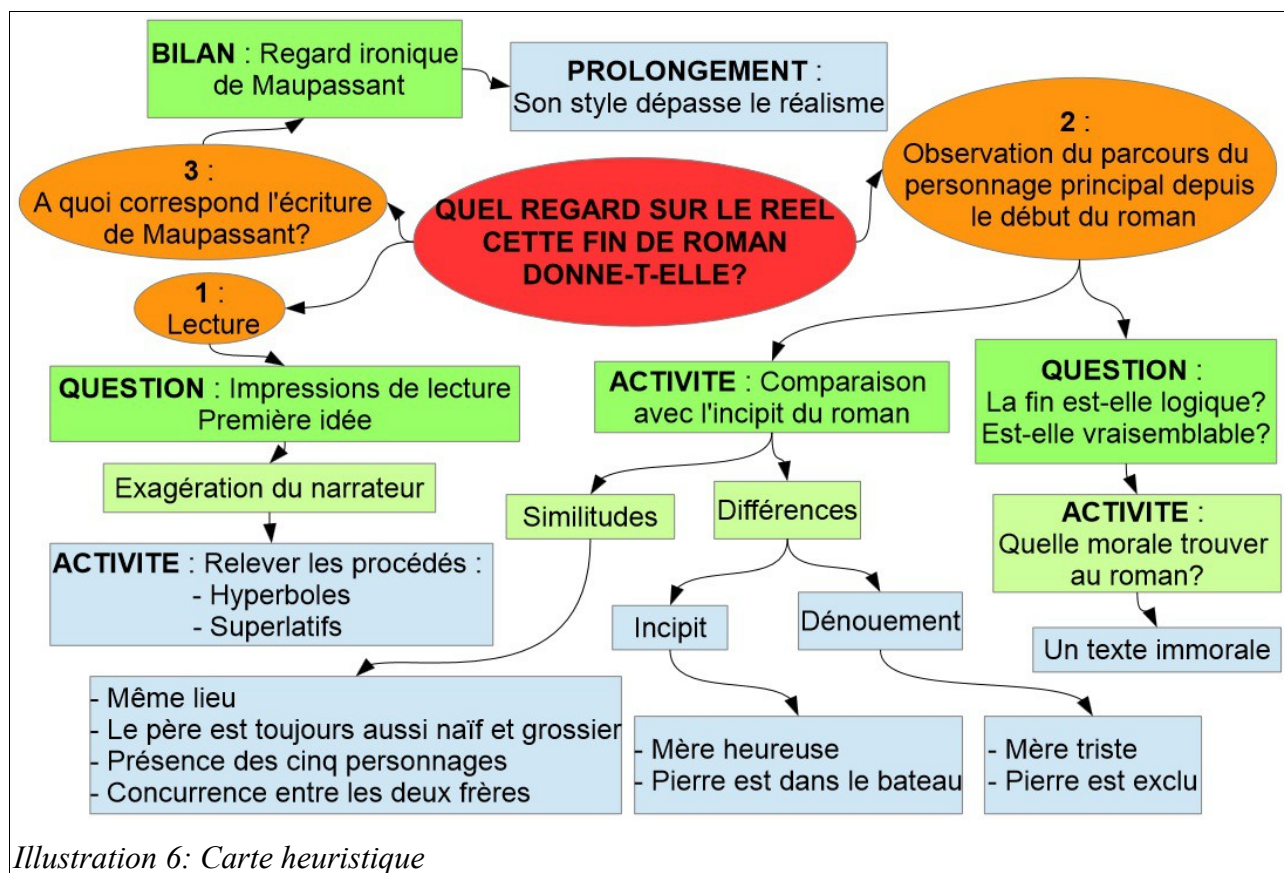 BILAN : Regard ironique
de Maupassant
PROLONGEMENT :
Son style dépasse le réalisme
3 :
A quoi correspond l'écriture
de Maupassant?
QUEL REGARD SUR LE REEL
CETTE FIN DE ROMAN
DONNE-T-ELLE?
2 :
Observation du parcours du
personnage principal depuis
le début du roman
1 :
Lecture
QUESTION : Impressions de lecture
Première idée
Exagération du narrateur
ACTIVITE : Relever les procédés :
- Hyperboles
- Superlatifs
ACTIVITE : Comparaison
avec l'incipit du roman
Similitudes
Différences
- Même lieu
- Le père est toujours aussi naïf et grossier
- Présence des cinq personnages
- Concurrence entre les deux frères
Incipit
Dénouement
- Mère heureuse
- Pierre est dans le bateau
- Mère triste
- Pierre est exclu
QUESTION :
La fin est-elle logique?
Est-elle vraisemblable?
ACTIVITE :
Quelle morale trouver
au roman?
Un texte immorale
Illustration 6: Carte heuristique